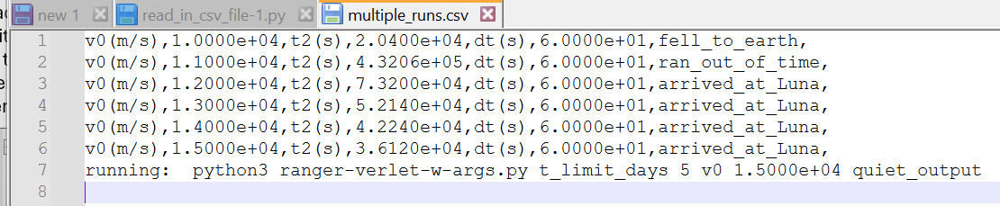 new 1 read_in_csv_file-1.py multiple_runs.csv
1 v0(m/s),1.0000e+04,t2(s),2.0400e+04,dt(s),6.0000e+01,fell_to_earth,
2 v0(m/s),1.1000e+04,t2(s),4.3206e+05,dt(s),6.0000e+01,ran_out_of_time,
3 v0(m/s),1.2000e+04,t2(s),7.3200e+04,dt(s),6.0000e+01,arrived_at_Luna,
4 v0(m/s),1.3000e+04,t2(s),5.2140e+04,dt(s),6.0000e+01,arrived_at_Luna,
5 v0(m/s),1.4000e+04,t2(s),4.2240e+04,dt(s),6.0000e+01,arrived_at_Luna,
6 v0(m/s),1.5000e+04,t2(s),3.6120e+04,dt(s),6.0000e+01,arrived_at_Luna,
7 running:  python3 ranger-verlet-w-args.py t_limit_days 5 v0 1.5000e+04 quiet_output
8